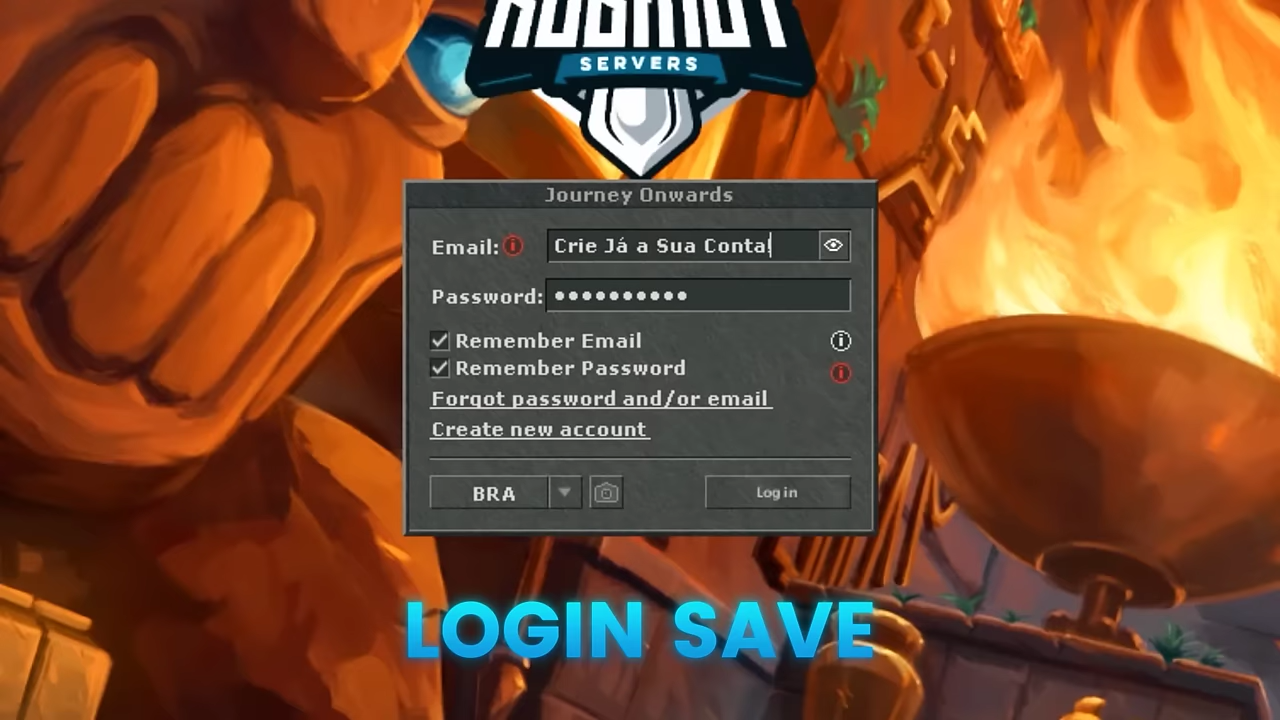 SERVERS
Journey Onwards
Email:
Crie Já a Sua Conta!
Password:
Remember Email
Remember Password
Forgot password and/or email
Create new account
BRA
Log in
LOGIN SAVE